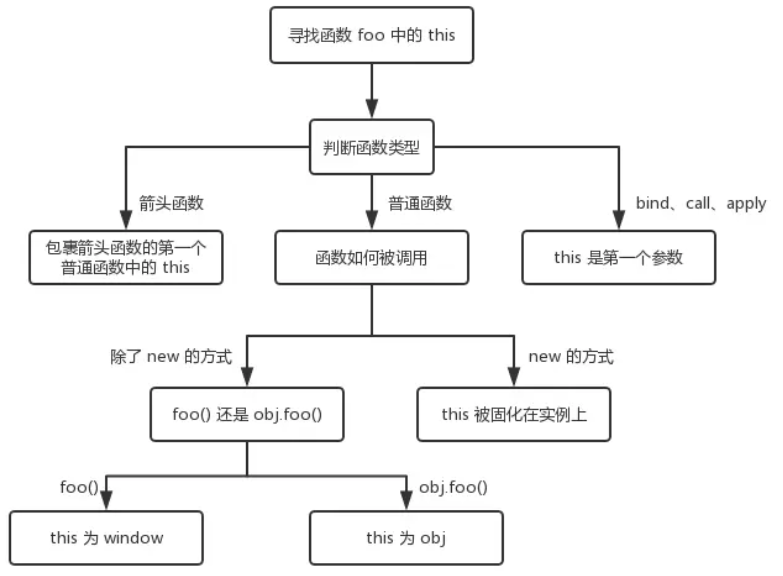 寻找函数 foo 中的 this
判断函数类型
箭头函数
普通函数
bind、call、apply
包裹箭头函数的第一个
普通函数中的 this
函数如何被调用
this 是第一个参数
除了 new 的方式
new 的方式
foo() 还是 obj.foo()
this 被固化在实例上
foo()
obj.foo()
this 为 window
this 为 obj